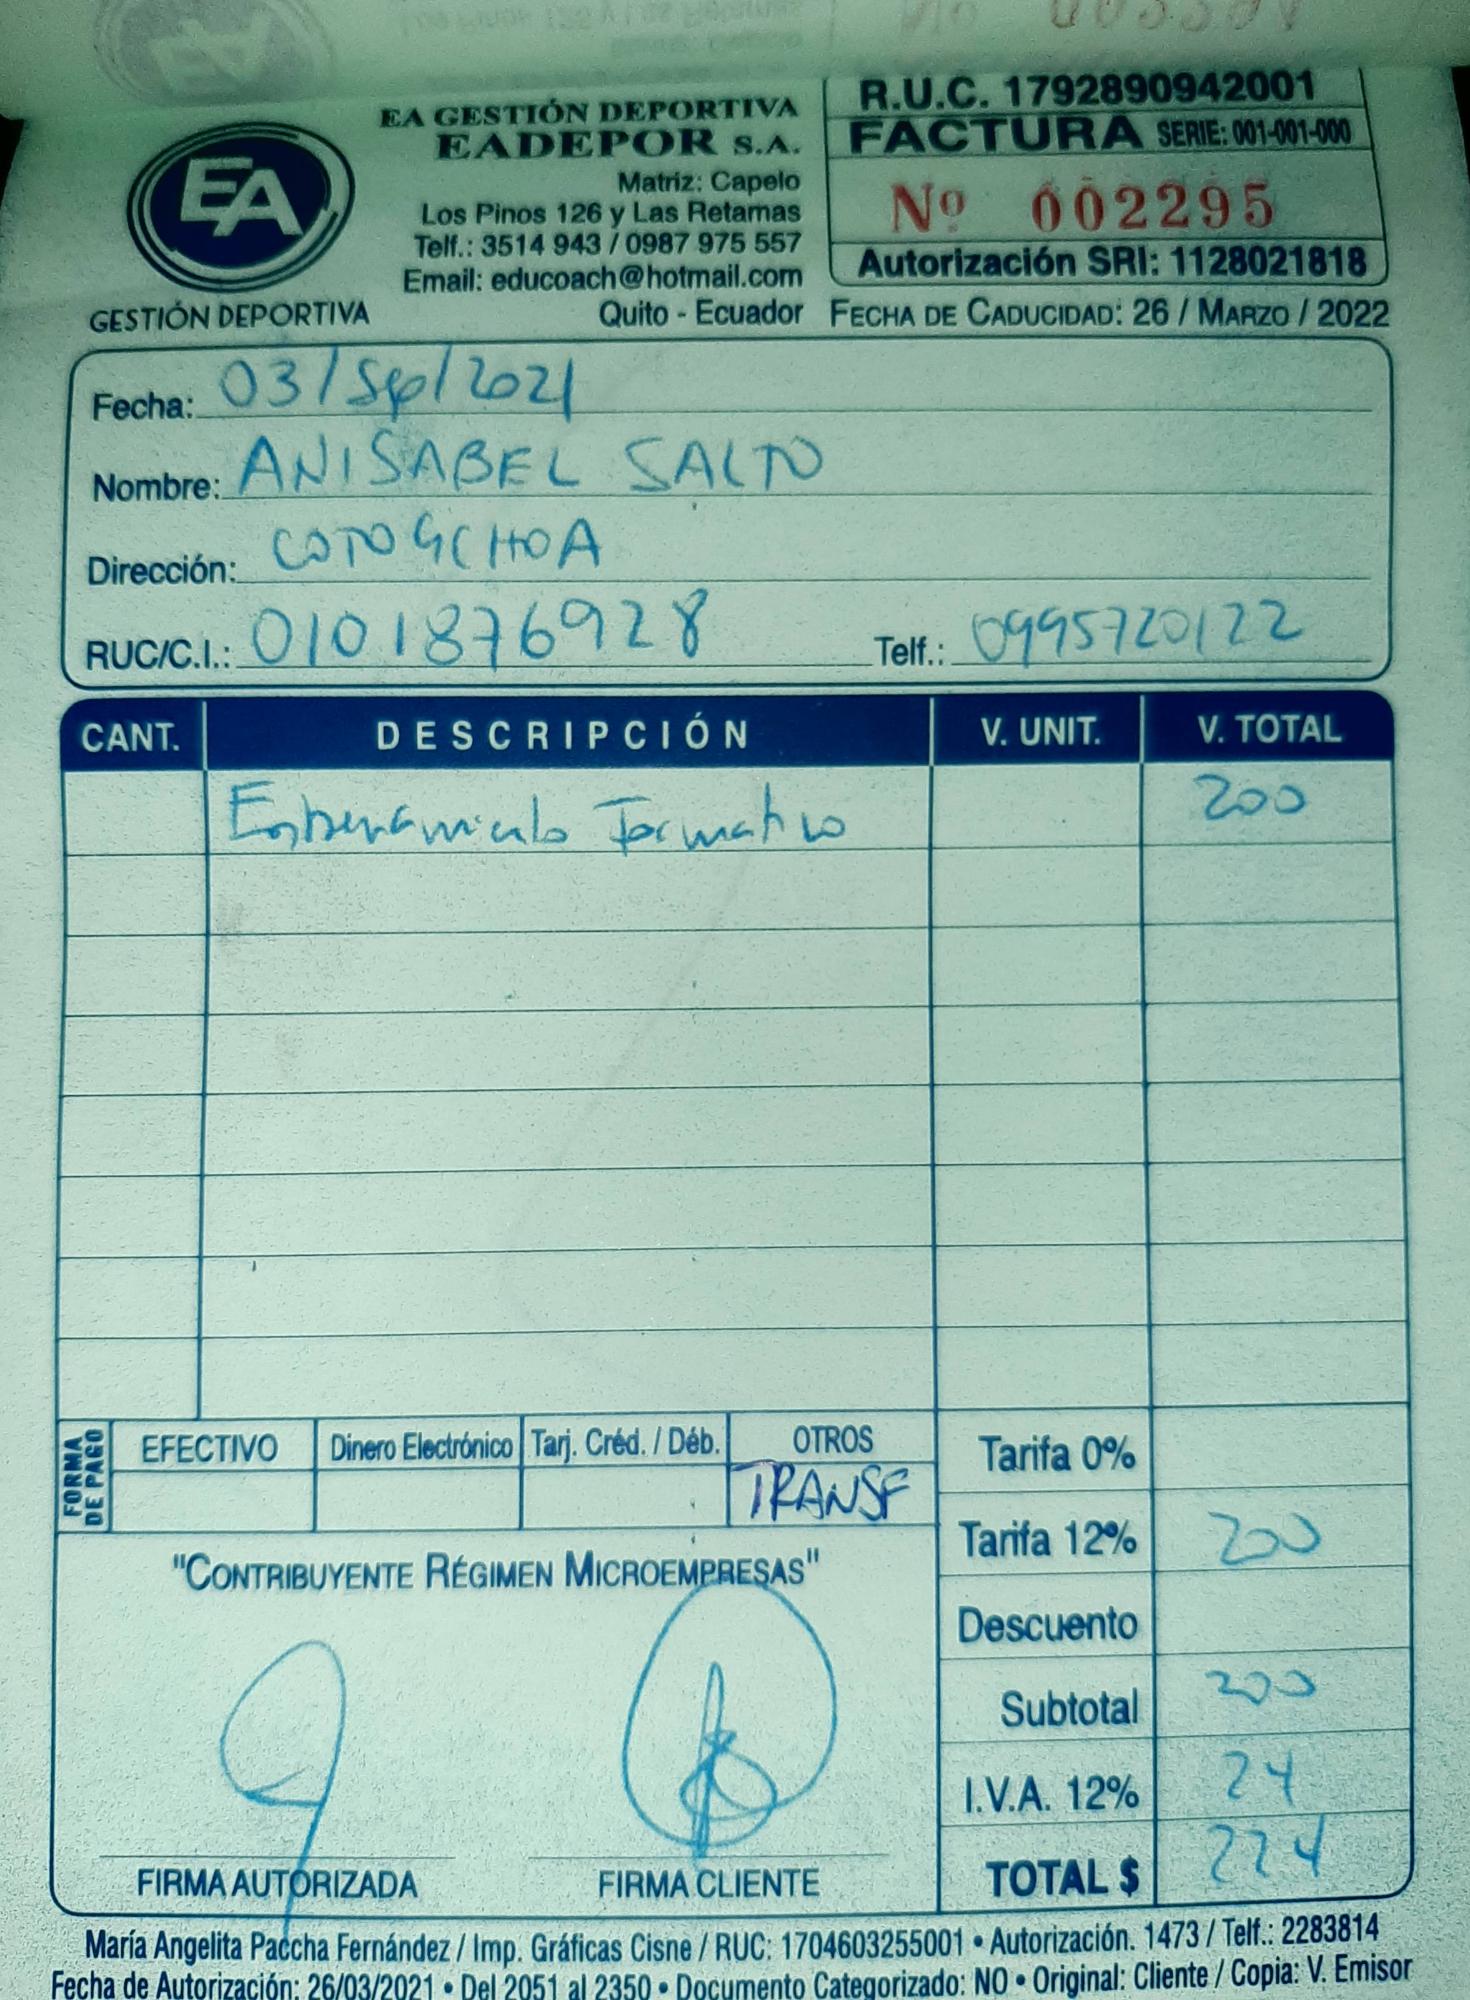 EA GESTIÓN DEPORTIVA
EADEPOR S.A.
Matriz: Capelo
Los Pinos 126 y Las Retamas
Telf.: 3514 943 / 0987 975 557
Email: educoach@hotmail.com
Quito - Ecuador
EA
GESTIÓN DEPORTIVA
R.U.C. 1792890942001
FACTURA SERIE: 001-001-000
Nº 002295
Autorización SRI: 1128021818
FECHA DE CADUCIDAD: 26 / MARZO / 2022
Fecha: 03/Sep/2021
Nombre: ANISABEL SALTO
Dirección: COTOGCHOA
RUC/C.I.: 0101876928 Telf.: 0995720122
CANT. DESCRIPCIÓN V. UNIT. V. TOTAL
Entrenamiento Formativo 200
FORMA DE PAGO
EFECTIVO Dinero Electrónico Tarj. Créd. / Déb. OTROS
TRANSF
Tarifa 0%
Tarifa 12% 200
Descuento
Subtotal 200
I.V.A. 12% 24
TOTAL $ 224
"CONTRIBUYENTE RÉGIMEN MICROEMPRESAS"
FIRMA AUTORIZADA FIRMA CLIENTE
María Angelita Paccha Fernández / Imp. Gráficas Cisne / RUC: 1704603255001 • Autorización. 1473 / Telf.: 2283814
Fecha de Autorización: 26/03/2021 • Del 2051 al 2350 • Documento Categorizado: NO • Original: Cliente / Copia: V. Emisor